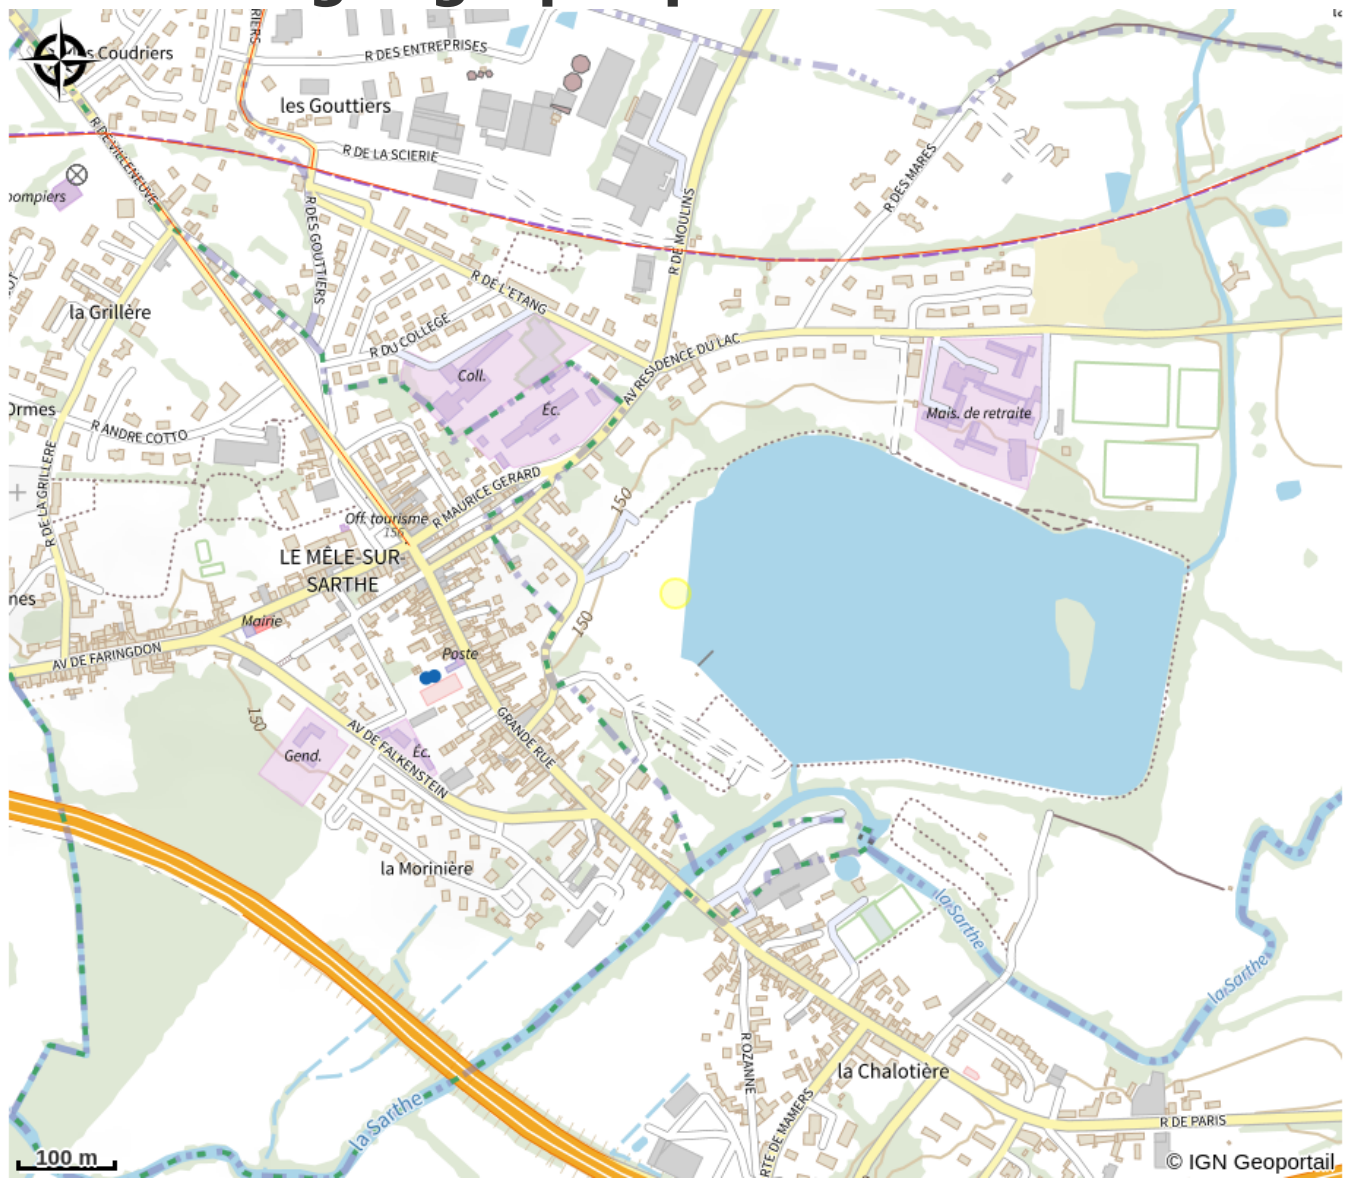 Coudriers
R DES ENTREPRISES
les Gouttiers
R DE LA SCIERIE
R DE VILLENEUVE
pompiers
R DES MARES
R DE MOULINS
R DES GOUTTIERS
R DE L'ETANG
la Grillère
R DU COLLEGE
AV RESIDENCE DU LAC
Coll.
Éc.
Mais. de retraite
Ormes
R ANDRE COTTO
R DE LA GRILLERE
R MAURICE GERARD
150
Off. tourisme
150
LE MÊLE-SUR-
SARTHE
nes
Mairie
150
Poste
AV DE FARINGDON
150
GRANDE RUE
AV DE FALKENSTEIN
Gend.
Éc.
la Morinière
la Sarthe
la Sarthe
R OZANNE
la Chalotière
la Sarthe
RTE DE MAMERS
R DE PARIS
100 m
© IGN Geoportail